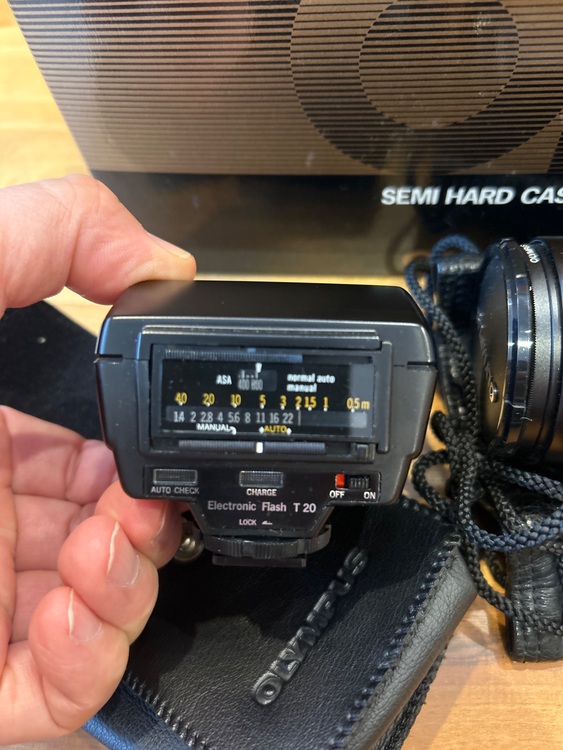 SEMI HARD CAS
ASA 400 800 normal auto
manual
40 20 10 5 3 2 1.5 1 0.5m
1.4 2 2.8 4 5.6 8 11 16 22
MANUAL AUTO
AUTO CHECK CHARGE OFF ON
Electronic Flash T 20
LOCK
OLYMPUS